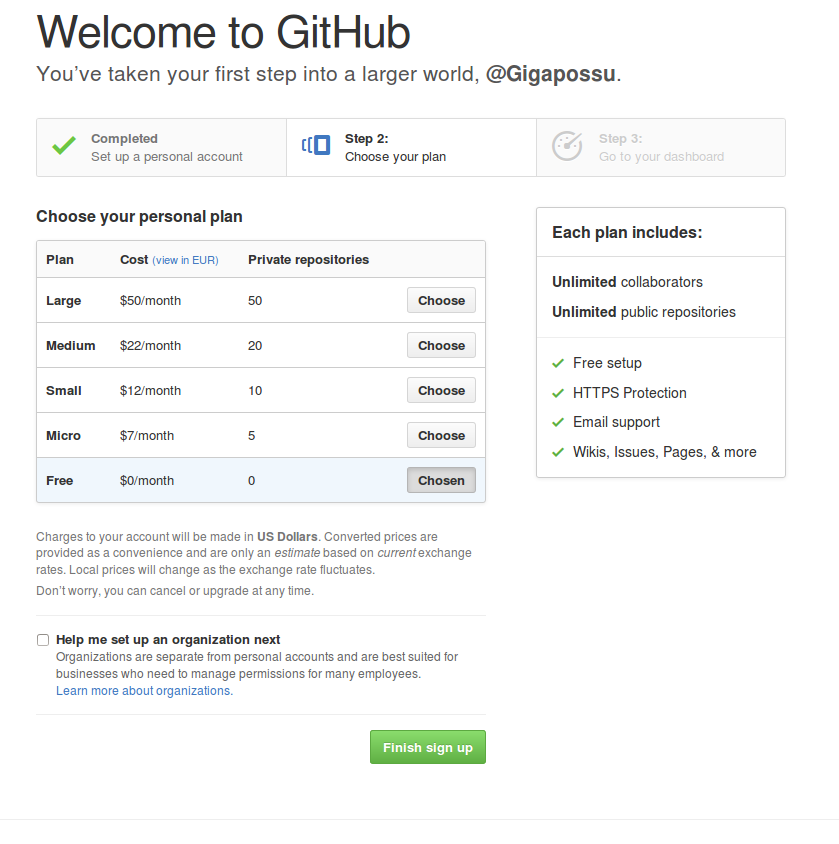 Welcome to GitHub
You’ve taken your first step into a larger world, @Gigapossu.
Completed
Set up a personal account
Step 2:
Choose your plan
Step 3:
Go to your dashboard
Choose your personal plan
Plan Cost (view in EUR) Private repositories
Large $50/month 50 Choose
Medium $22/month 20 Choose
Small $12/month 10 Choose
Micro $7/month 5 Choose
Free $0/month 0 Chosen
Charges to your account will be made in US Dollars. Converted prices are
provided as a convenience and are only an estimate based on current exchange
rates. Local prices will change as the exchange rate fluctuates.
Don’t worry, you can cancel or upgrade at any time.
Help me set up an organization next
Organizations are separate from personal accounts and are best suited for
businesses who need to manage permissions for many employees.
Learn more about organizations.
Finish sign up
Each plan includes:
Unlimited collaborators
Unlimited public repositories
Free setup
HTTPS Protection
Email support
Wikis, Issues, Pages, & more